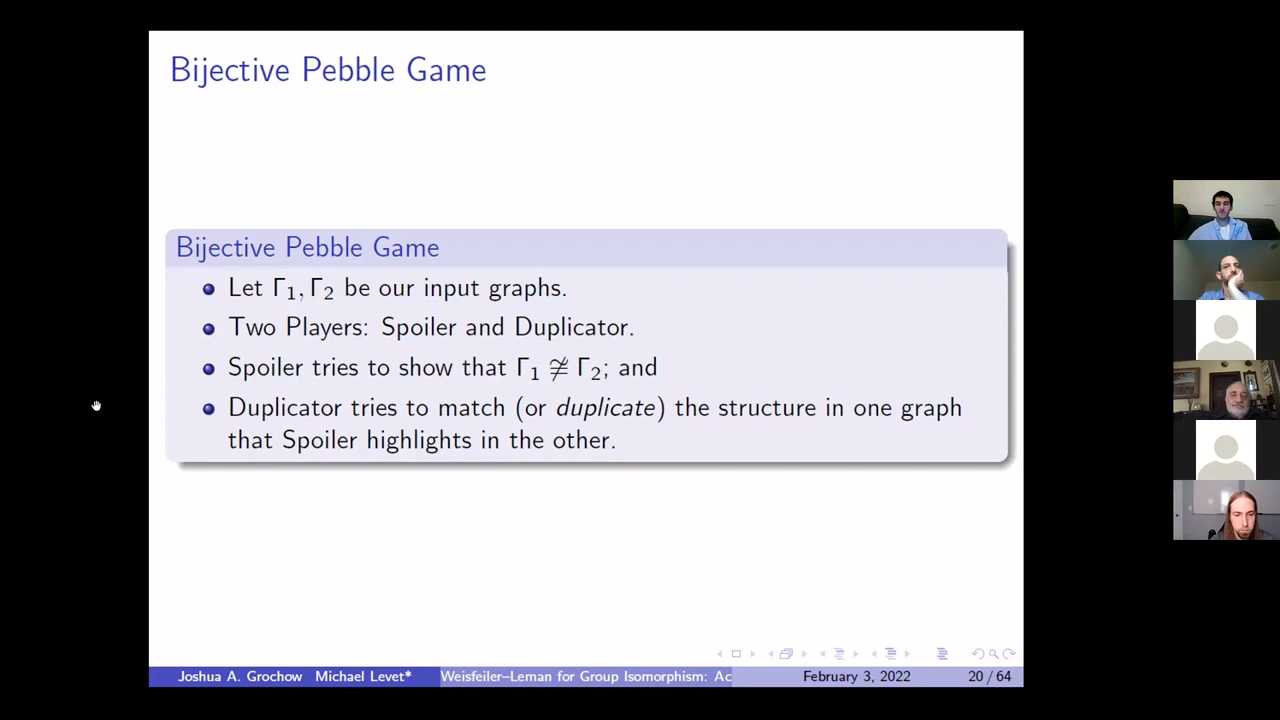 Bijective Pebble Game
Bijective Pebble Game
Let Γ₁, Γ₂ be our input graphs.
Two Players: Spoiler and Duplicator.
Spoiler tries to show that Γ₁ ≇ Γ₂; and
Duplicator tries to match (or duplicate) the structure in one graph
that Spoiler highlights in the other.
Joshua A. Grochow Michael Levet* Weisfeiler–Leman for Group Isomorphism: Ac February 3, 2022 20 / 64